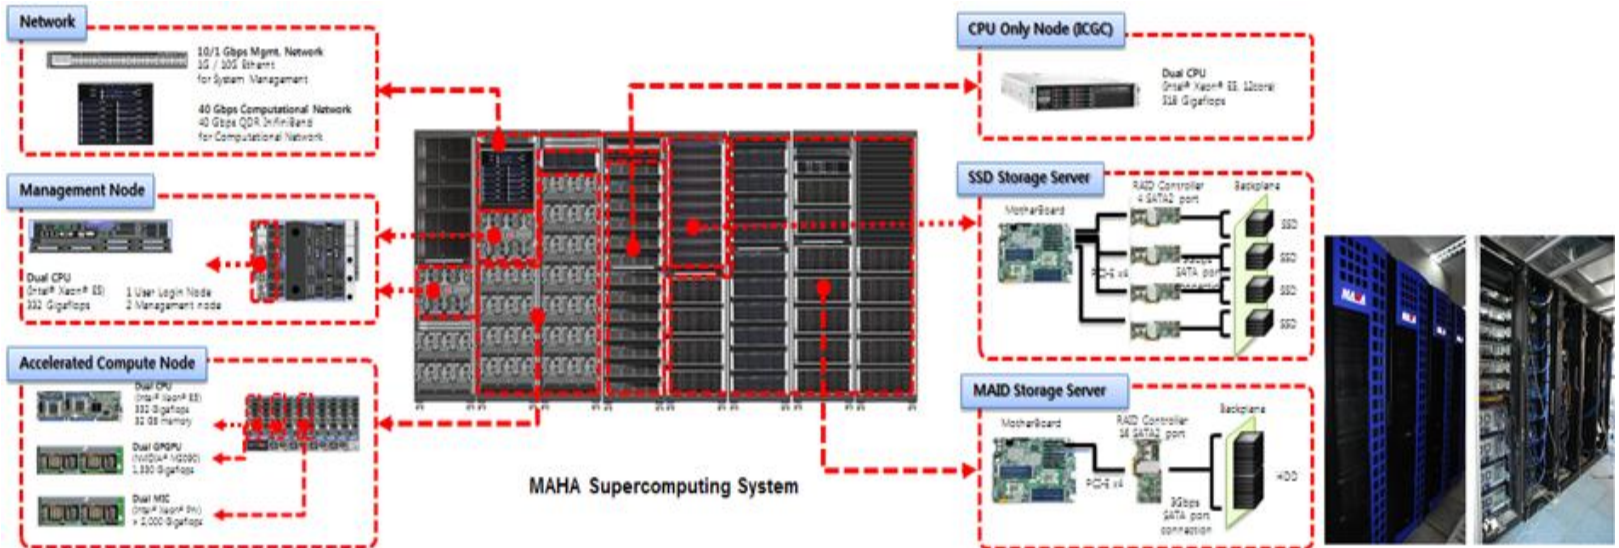 Network
10/1 Gbps Mgmt. Network
1G / 10G Ethernt
for System Management
40 Gbps Computational Network
40 Gbps QDR InfiniBand
for Computational Network
Management Node
Dual CPU
(Intel® Xeon® E5)
332 Gigaflops
1 User Login Node
2 Management node
Accelerated Compute Node
Dual CPU
(Intel® Xeon® E5)
332 Gigaflops
32 GB memory
Dual GPGPU
(NVIDIA® M2090)
1,330 Gigaflops
Dual MIC
(Intel® Xeon® Phi)
> 2,000 Gigaflops
MAHA Supercomputing System
CPU Only Node (ICGC)
Dual CPU
(Intel® Xeon® E5, 12core)
318 Gigaflops
SSD Storage Server
MotherBoard
RAID Controller
4 SATA2 port
Backplane
PCI-E x4
SATA port
SSD
SSD
SSD
SSD
MAID Storage Server
MotherBoard
RAID Controller
16 SATA2 port
Backplane
PCI-E x4
3Gbps
SATA port
connection
HDD
MAHA